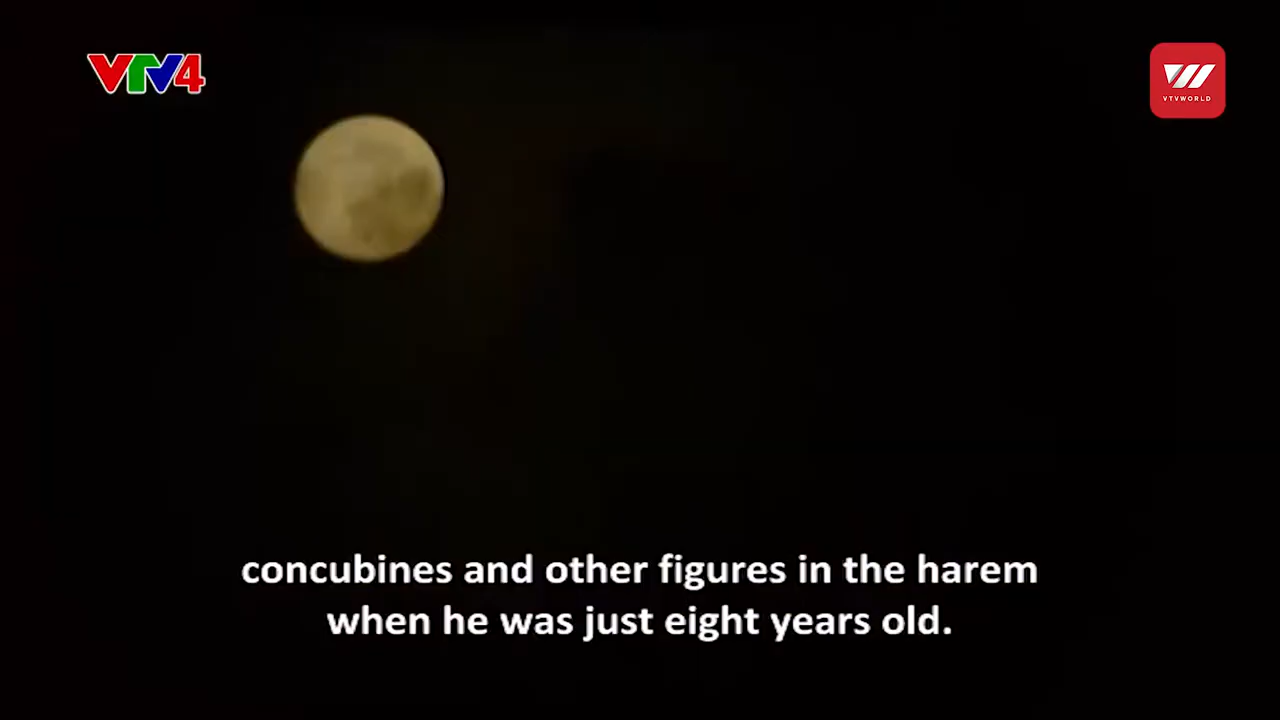 VTV4
VTVWORLD
concubines and other figures in the harem
when he was just eight years old.